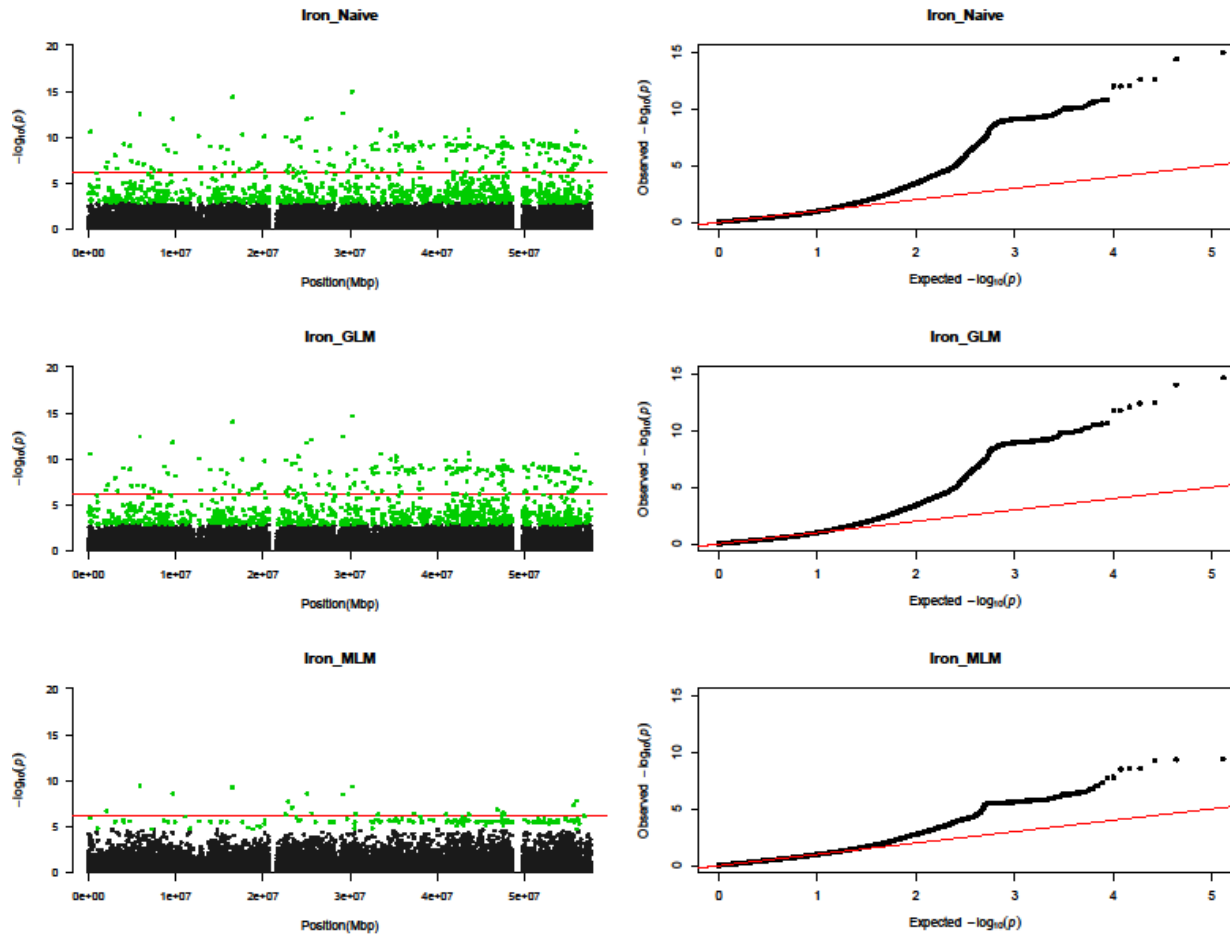 Iron_Naive
20
15
10
5
0
−log₁₀(p)
0e+00 1e+07 2e+07 3e+07 4e+07 5e+07
Position(Mbp)
Iron_Naive
15
10
5
0
Observed −log₁₀(p)
0 1 2 3 4 5
Expected −log₁₀(p)
Iron_GLM
20
15
10
5
0
−log₁₀(p)
0e+00 1e+07 2e+07 3e+07 4e+07 5e+07
Position(Mbp)
Iron_GLM
15
10
5
0
Observed −log₁₀(p)
0 1 2 3 4 5
Expected −log₁₀(p)
Iron_MLM
20
15
10
5
0
−log₁₀(p)
0e+00 1e+07 2e+07 3e+07 4e+07 5e+07
Position(Mbp)
Iron_MLM
15
10
5
0
Observed −log₁₀(p)
0 1 2 3 4 5
Expected −log₁₀(p)